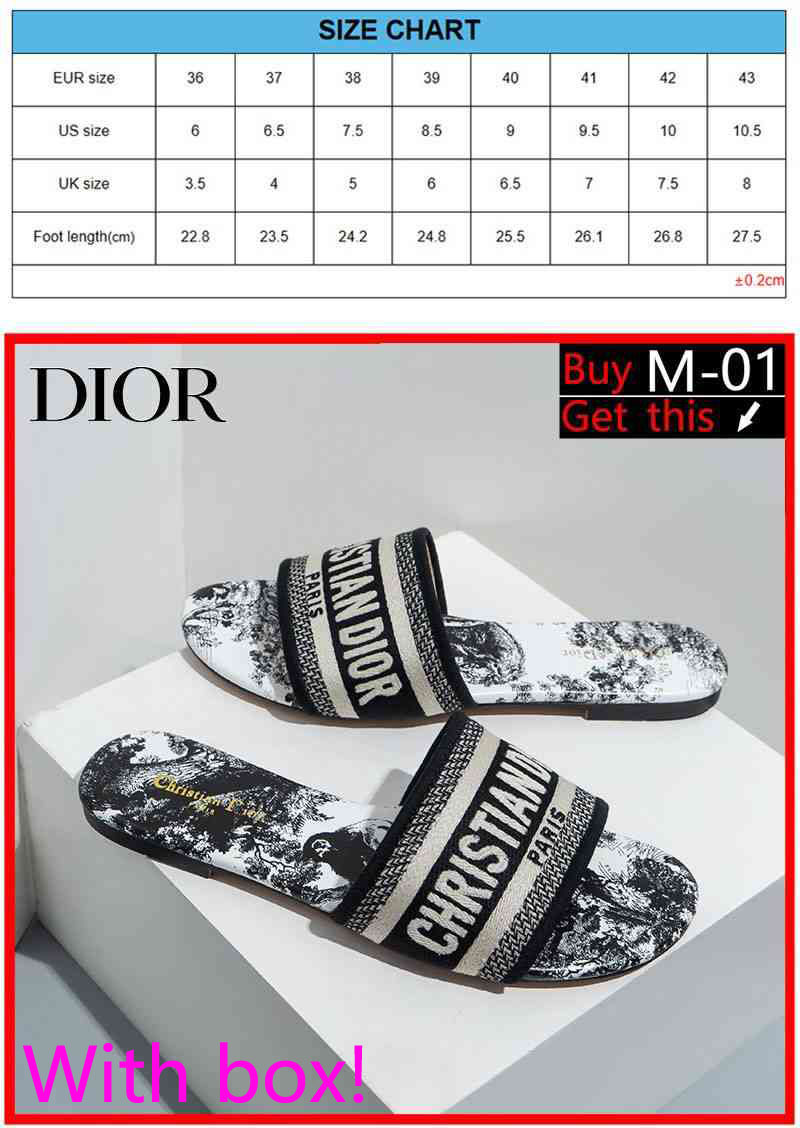 SIZE CHART
EUR size 36 37 38 39 40 41 42 43
US size 6 6.5 7.5 8.5 9 9.5 10 10.5
UK size 3.5 4 5 6 6.5 7 7.5 8
Foot length(cm) 22.8 23.5 24.2 24.8 25.5 26.1 26.8 27.5
±0.2cm
DIOR
Buy M-01
Get this
STIAN DIOR
PARIS
Christian Dior
CHRISTIAN D
PARIS
With box!